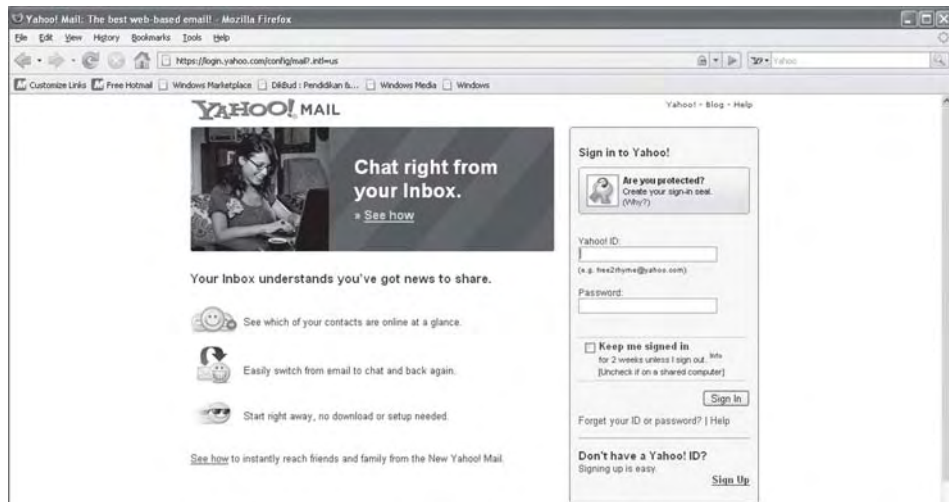 Yahoo! Mail: The best web-based email! - Mozilla Firefox
File Edit View History Bookmarks Tools Help
https://login.yahoo.com/config/mail?.intl=us
Yahoo
Customize Links Free Hotmail Windows Marketplace DikBud : Pendidikan &... Windows Media Windows
YAHOO! MAIL
Yahoo! - Blog - Help
Chat right from
your Inbox.
» See how
Your Inbox understands you've got news to share.
See which of your contacts are online at a glance.
Easily switch from email to chat and back again.
Start right away, no download or setup needed.
See how to instantly reach friends and family from the New Yahoo! Mail.
Sign in to Yahoo!
Are you protected?
Create your sign-in seal.
(Why?)
Yahoo! ID:
(e.g. free2rhyme@yahoo.com)
Password:
Keep me signed in
for 2 weeks unless I sign out. Info
[Uncheck if on a shared computer]
Sign In
Forget your ID or password? | Help
Don't have a Yahoo! ID?
Signing up is easy.
Sign Up